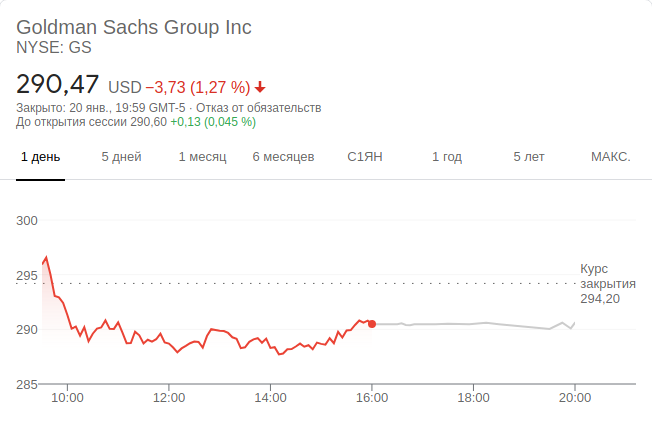 Goldman Sachs Group Inc
NYSE: GS
290,47 USD −3,73 (1,27 %)
Закрыто: 20 янв., 19:59 GMT-5 · Отказ от обязательств
До открытия сессии 290,60 +0,13 (0,045 %)
1 день 5 дней 1 месяц 6 месяцев С1ЯН 1 год 5 лет МАКС.
300
295
290
285
Курс
закрытия
294,20
10:00 12:00 14:00 16:00 18:00 20:00